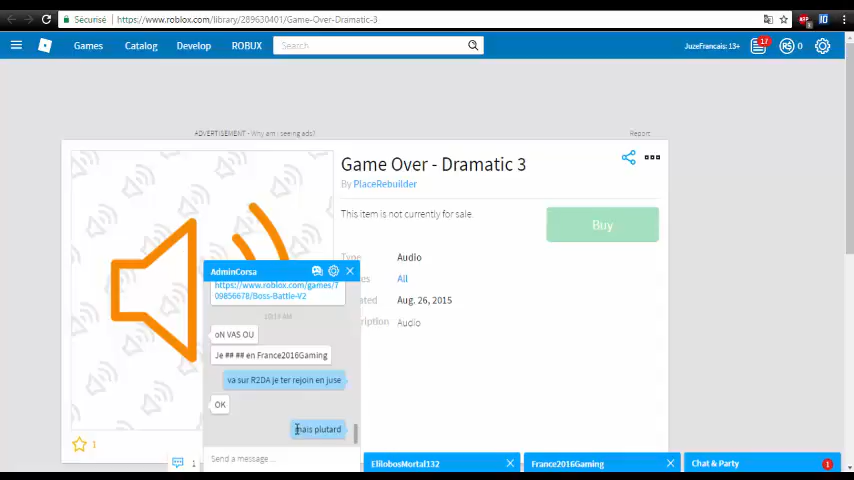 Sécurisé | https://www.roblox.com/library/289630401/Game-Over-Dramatic-3
Games Catalog Develop ROBUX Search JuzeFrancais: 13+ 17 R$ 0
ADVERTISEMENT - Why am I seeing ads? Report
Game Over - Dramatic 3
By PlaceRebuilder
This item is not currently for sale.
Buy
Type Audio
All
Aug. 26, 2015
Audio
1
AdminCorsa
https://www.roblox.com/games/7
09856678/Boss-Battle-V2
oN VAS OU
Je ## ## en France2016Gaming
va sur R2DA je ter rejoin en juse
OK
mais plutard
Send a message...
1
EliIobosMortal132
France2016Gaming
Chat & Party 1